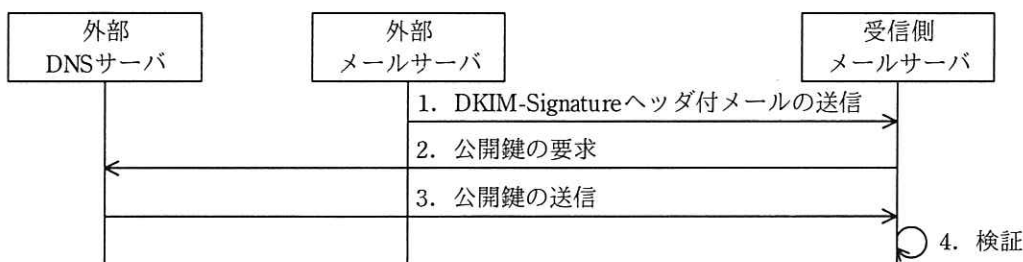 外部
DNSサーバ
外部
メールサーバ
受信側
メールサーバ
1．DKIM-Signatureヘッダ付メールの送信
2．公開鍵の要求
3．公開鍵の送信
4．検証